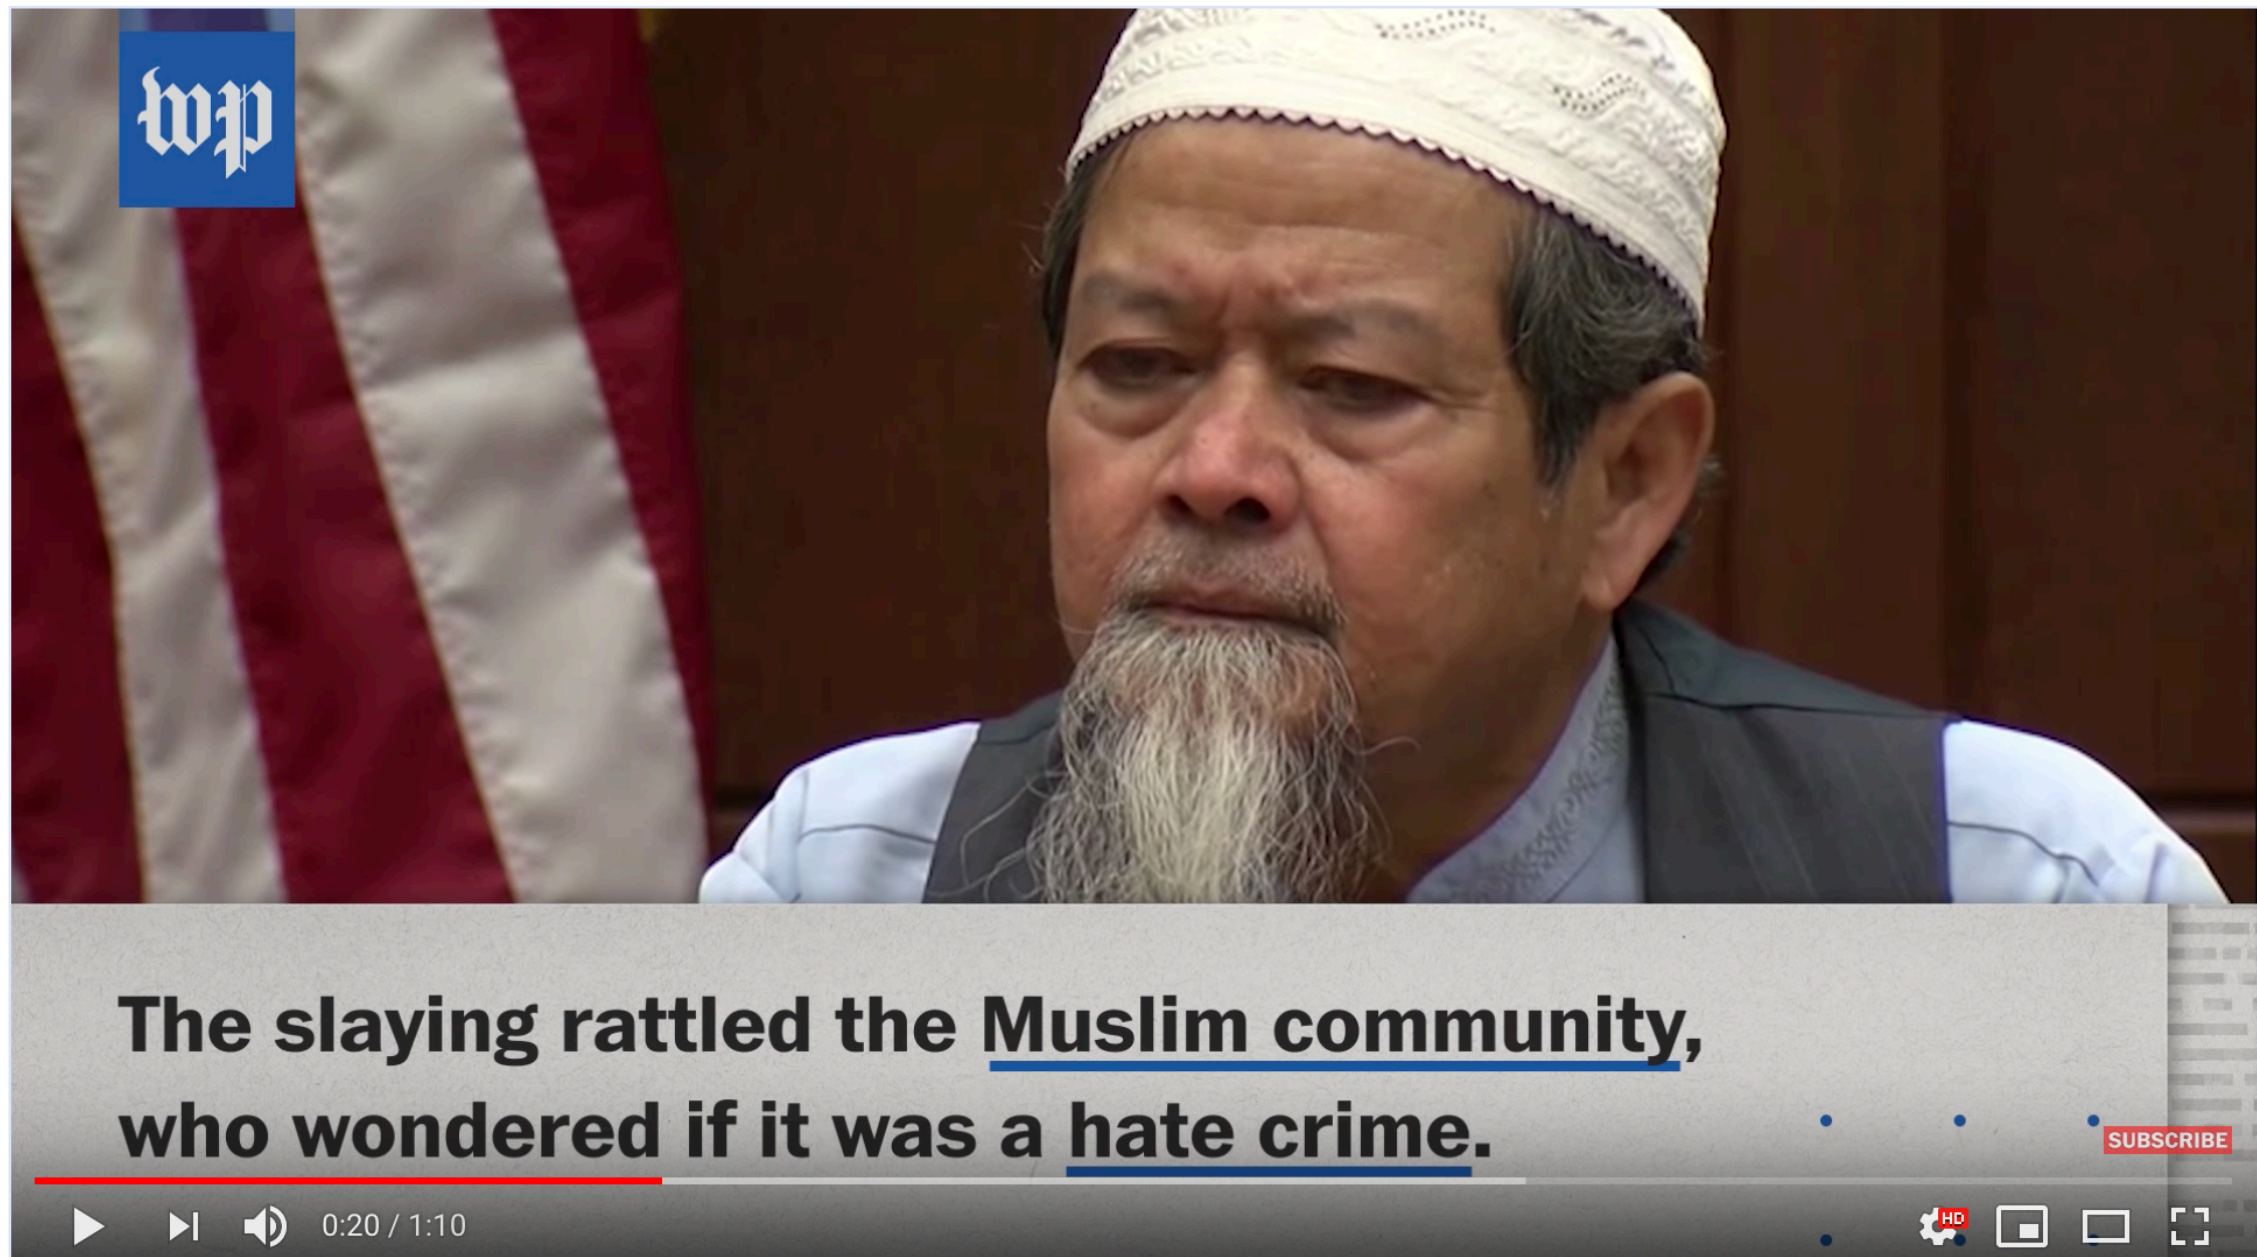 wp
The slaying rattled the Muslim community,
who wondered if it was a hate crime.
SUBSCRIBE
0:20 / 1:10
HD